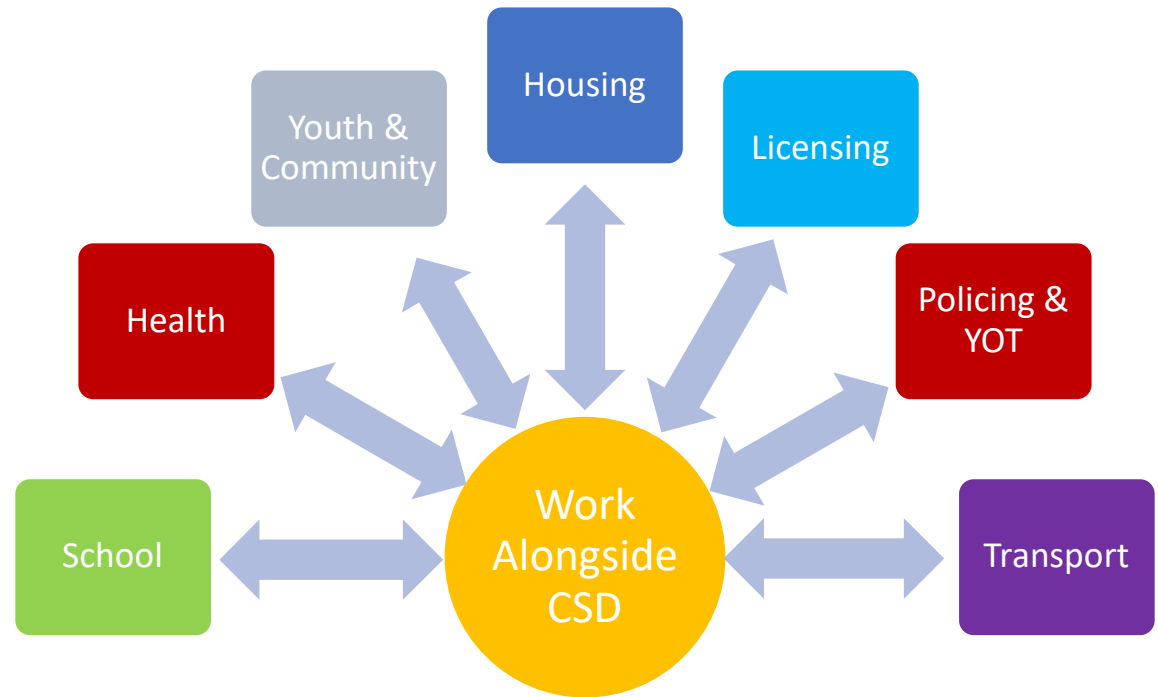 Housing
Youth &
Community
Licensing
Health
Policing &
YOT
School
Work
Alongside
CSD
Transport